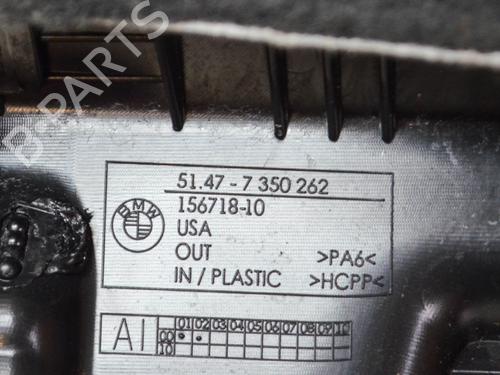 B-PARTS
51.47 - 7 350 262
BMW
156718-10
USA
OUT >PA6<
IN / PLASTIC >HCPP<
AI
01 02 03 04 05 06 07 08 09 10
00
10